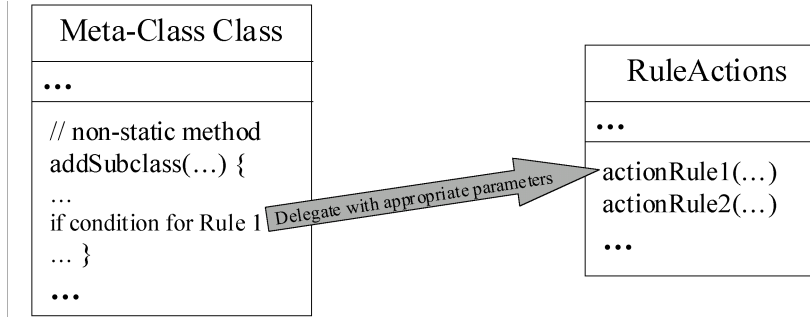 Meta-Class Class
...
// non-static method
addSubclass(…) {
…
if condition for Rule 1
… }
...
Delegate with appropriate parameters
RuleActions
...
actionRule1(…)
actionRule2(…)
...